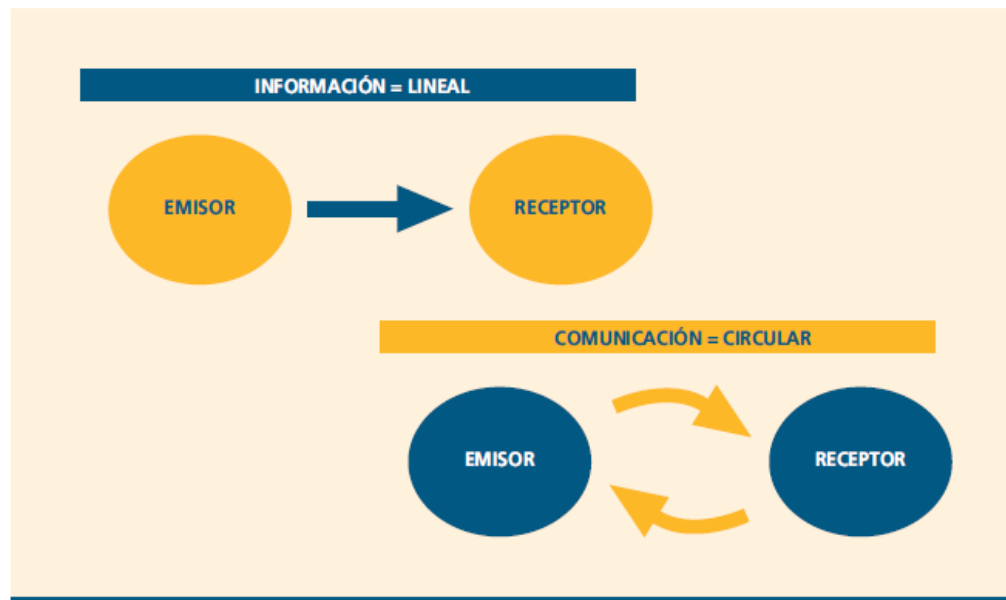 INFORMACIÓN = LINEAL
EMISOR
RECEPTOR
COMUNICACIÓN = CIRCULAR
EMISOR
RECEPTOR